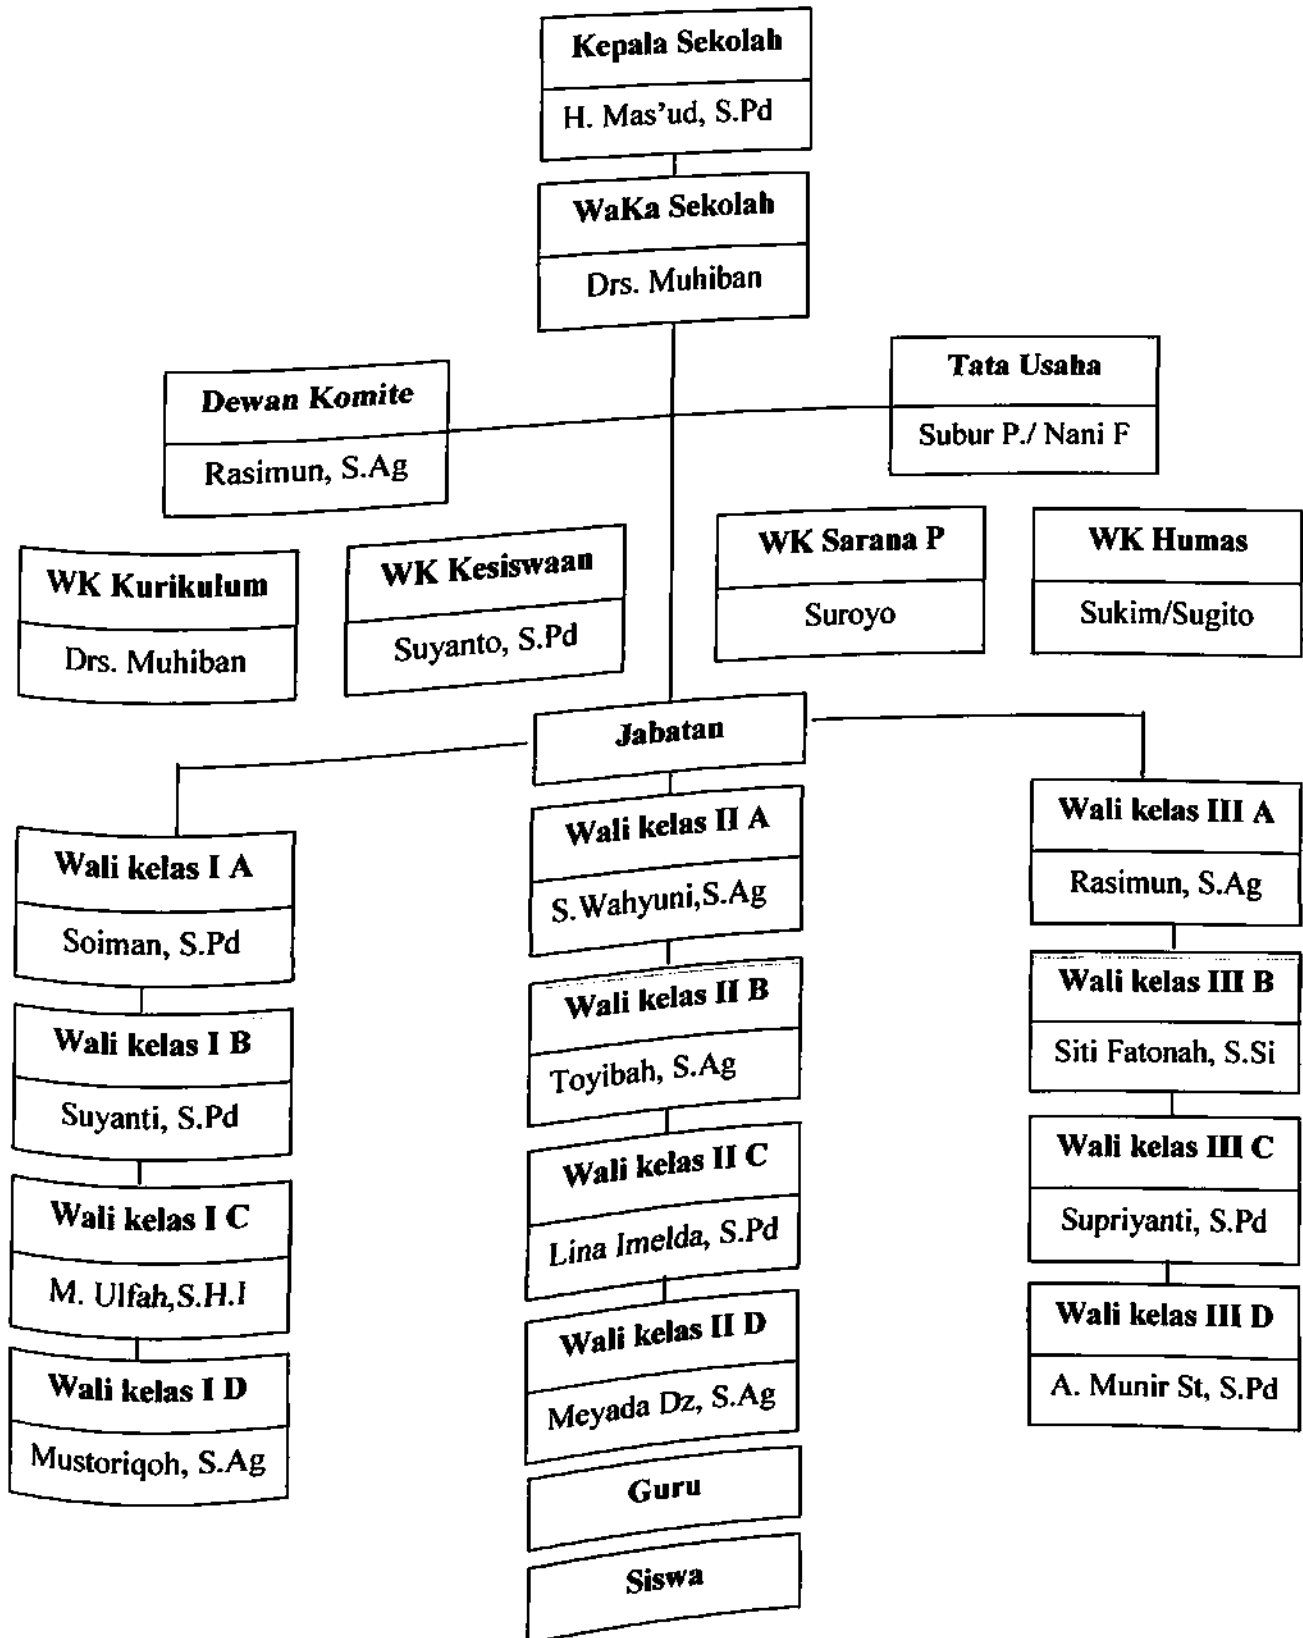 Kepala Sekolah
H. Mas'ud, S.Pd
WaKa Sekolah
Drs. Muhiban
Dewan Komite
Rasimun, S.Ag
Tata Usaha
Subur P./ Nani F
WK Kurikulum
Drs. Muhiban
WK Kesiswaan
Suyanto, S.Pd
WK Sarana P
Suroyo
WK Humas
Sukim/Sugito
Jabatan
Wali kelas I A
Soiman, S.Pd
Wali kelas I B
Suyanti, S.Pd
Wali kelas I C
M. Ulfah,S.H.I
Wali kelas I D
Mustoriqoh, S.Ag
Wali kelas II A
S.Wahyuni,S.Ag
Wali kelas II B
Toyibah, S.Ag
Wali kelas II C
Lina Imelda, S.Pd
Wali kelas II D
Meyada Dz, S.Ag
Guru
Siswa
Wali kelas III A
Rasimun, S.Ag
Wali kelas III B
Siti Fatonah, S.Si
Wali kelas III C
Supriyanti, S.Pd
Wali kelas III D
A. Munir St, S.Pd